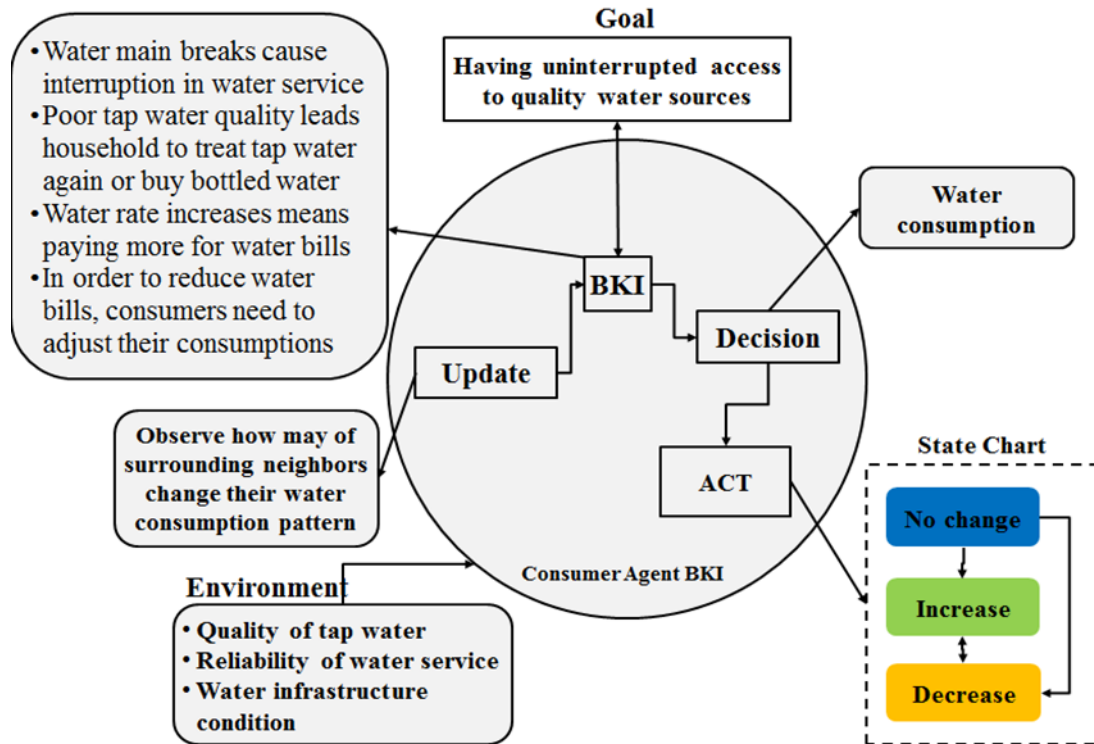 • Water main breaks cause
interruption in water service
• Poor tap water quality leads
household to treat tap water
again or buy bottled water
• Water rate increases means
paying more for water bills
• In order to reduce water
bills, consumers need to
adjust their consumptions
Goal
Having uninterrupted access
to quality water sources
Water
consumption
BKI
Decision
Update
ACT
Observe how may of
surrounding neighbors
change their water
consumption pattern
Consumer Agent BKI
Environment
• Quality of tap water
• Reliability of water service
• Water infrastructure
condition
State Chart
No change
Increase
Decrease